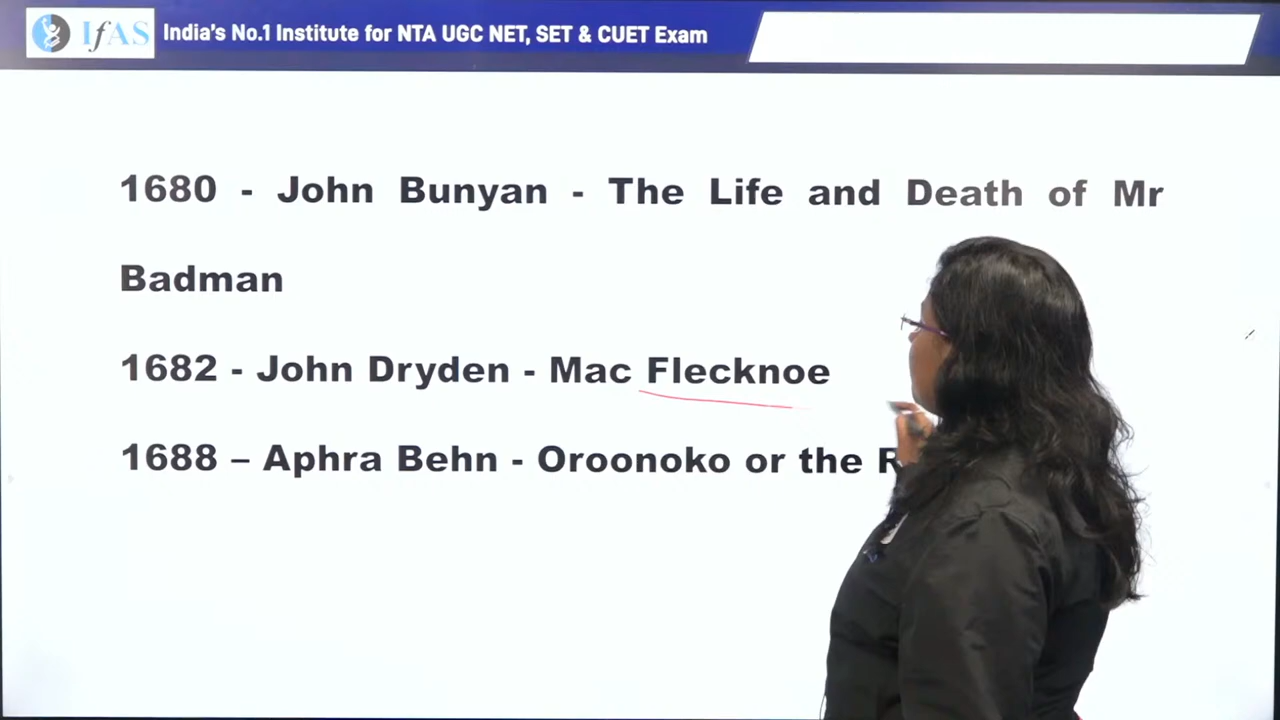 IfAS India's No.1 Institute for NTA UGC NET, SET & CUET Exam
1680 - John Bunyan - The Life and Death of Mr
Badman
1682 - John Dryden - Mac Flecknoe
1688 – Aphra Behn - Oroonoko or the